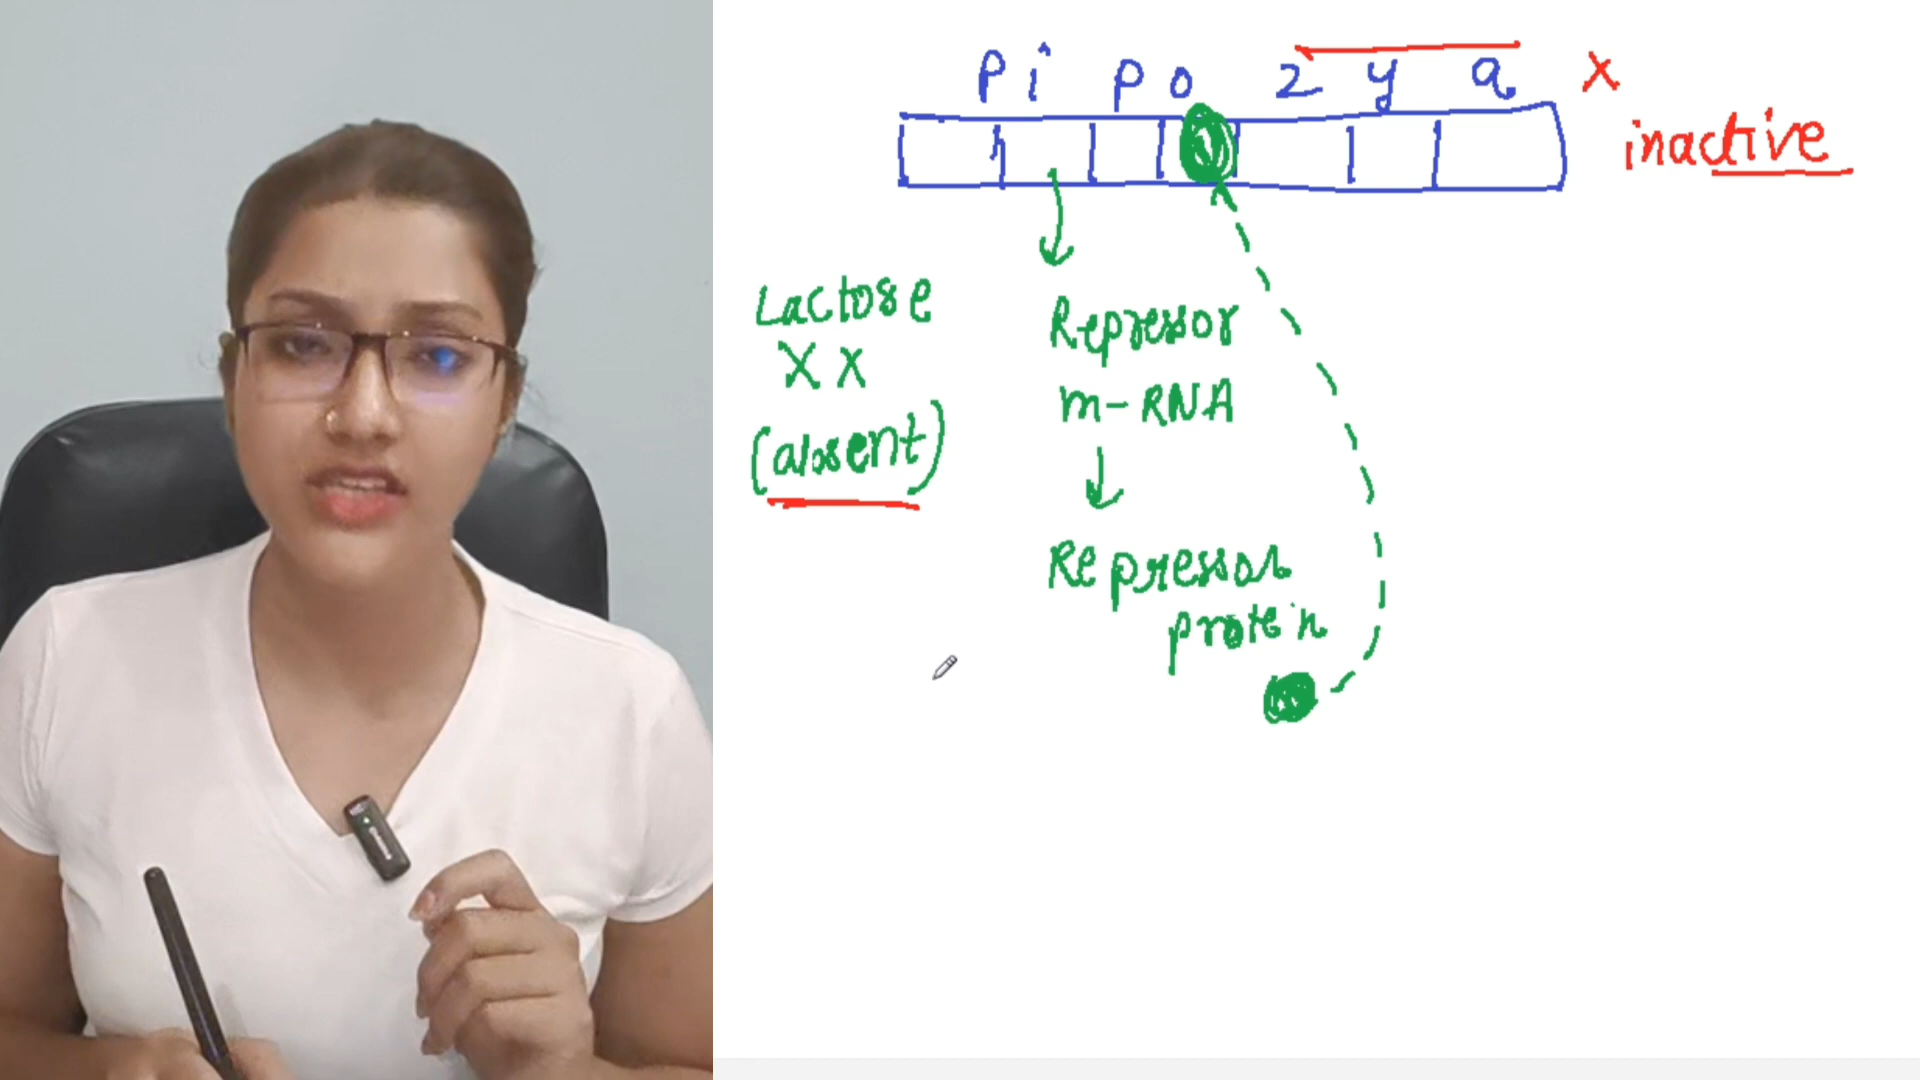 P i P o z y a x
inactive
Lactose
X X
(absent)
Repressor
m-RNA
Repressor
protein